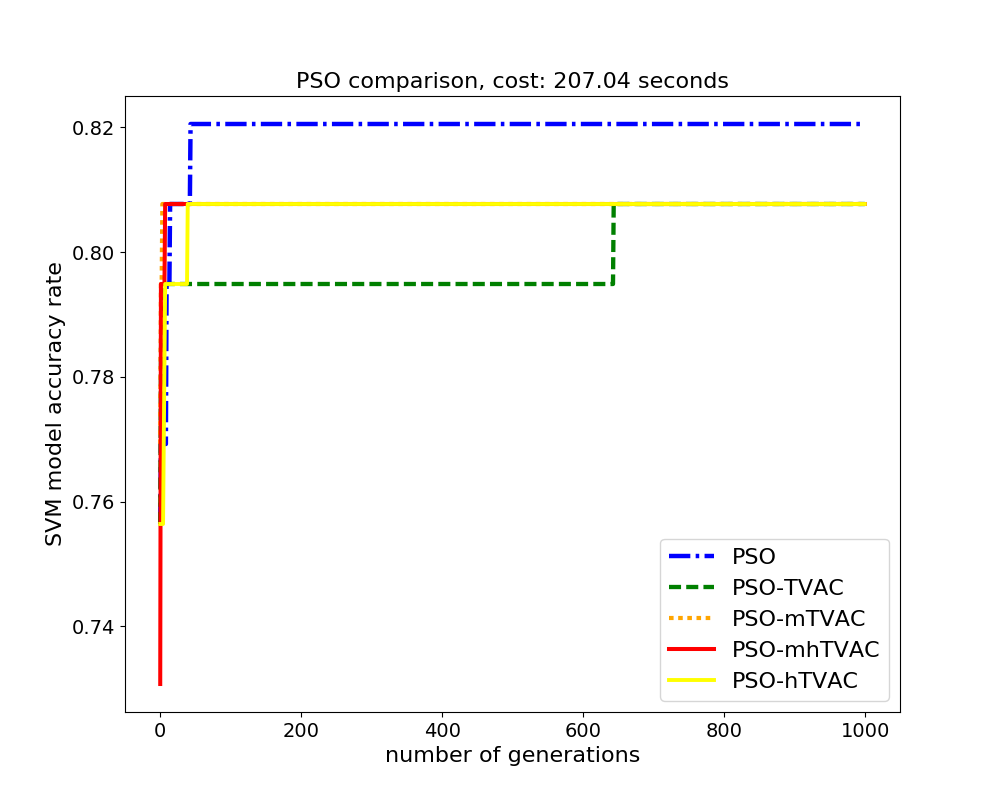 PSO comparison, cost: 207.04 seconds
SVM model accuracy rate
0.82
0.80
0.78
0.76
0.74
0
200
400
600
800
1000
number of generations
PSO
PSO-TVAC
PSO-mTVAC
PSO-mhTVAC
PSO-hTVAC